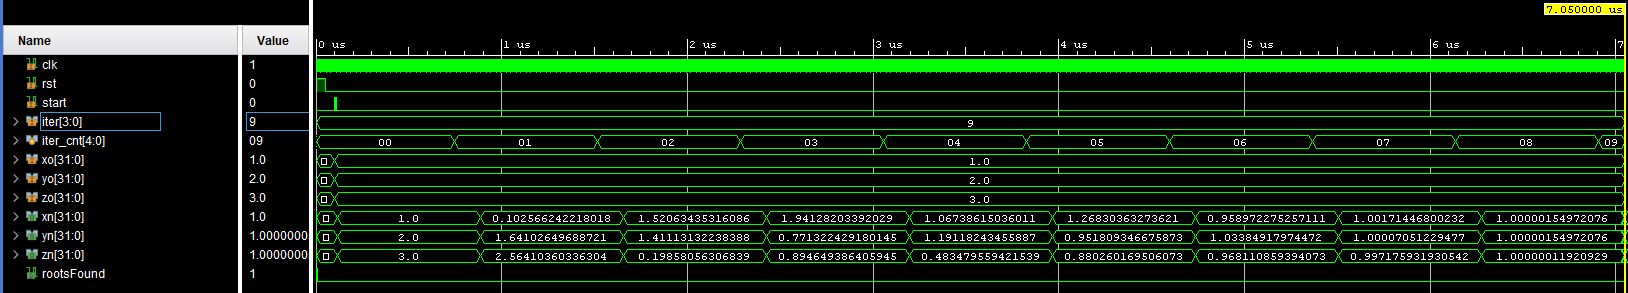 7.050000 us
Name Value 0 us 1 us 2 us 3 us 4 us 5 us 6 us 7
clk 1
rst 0
start 0
iter[3:0] 9 9
iter_cnt[4:0] 09 00 01 02 03 04 05 06 07 08 09
xo[31:0] 1.0 1.0
yo[31:0] 2.0 2.0
zo[31:0] 3.0 3.0
xn[31:0] 1.0 1.0 0.102566242218018 1.52063435316086 1.94128203392029 1.06738615036011 1.26830363273621 0.958972275257111 1.00171446800232 1.00000154972076
yn[31:0] 1.0000000 2.0 1.64102649688721 1.41113132238388 0.771322429180145 1.19118243455887 0.951809346675873 1.03384917974472 1.00007051229477 1.00000154972076
zn[31:0] 1.0000000 3.0 2.56410360336304 0.19858056306839 0.894649386405945 0.483479559421539 0.880260169506073 0.968110859394073 0.997175931930542 1.00000011920929
rootsFound 1